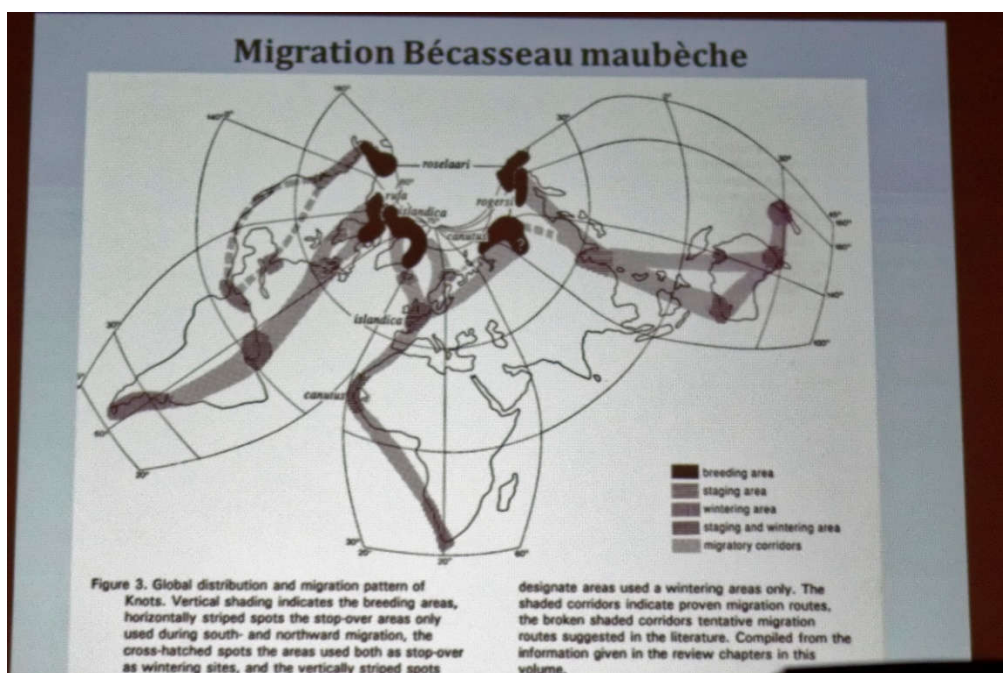 Migration Bécasseau maubèche
roselaari
rufa
islandica
rogersi
canutus
islandica
canutus
breeding area
staging area
wintering area
staging and wintering area
migratory corridors
Figure 3. Global distribution and migration pattern of
Knots. Vertical shading indicates the breeding areas,
horizontally striped spots the stop-over areas only
used during south- and northward migration, the
cross-hatched spots the areas used both as stop-over
as wintering sites, and the vertically striped spots
designate areas used a wintering areas only. The
shaded corridors indicate proven migration routes,
the broken shaded corridors tentative migration
routes suggested in the literature. Compiled from the
information given in the review chapters in this
volume.